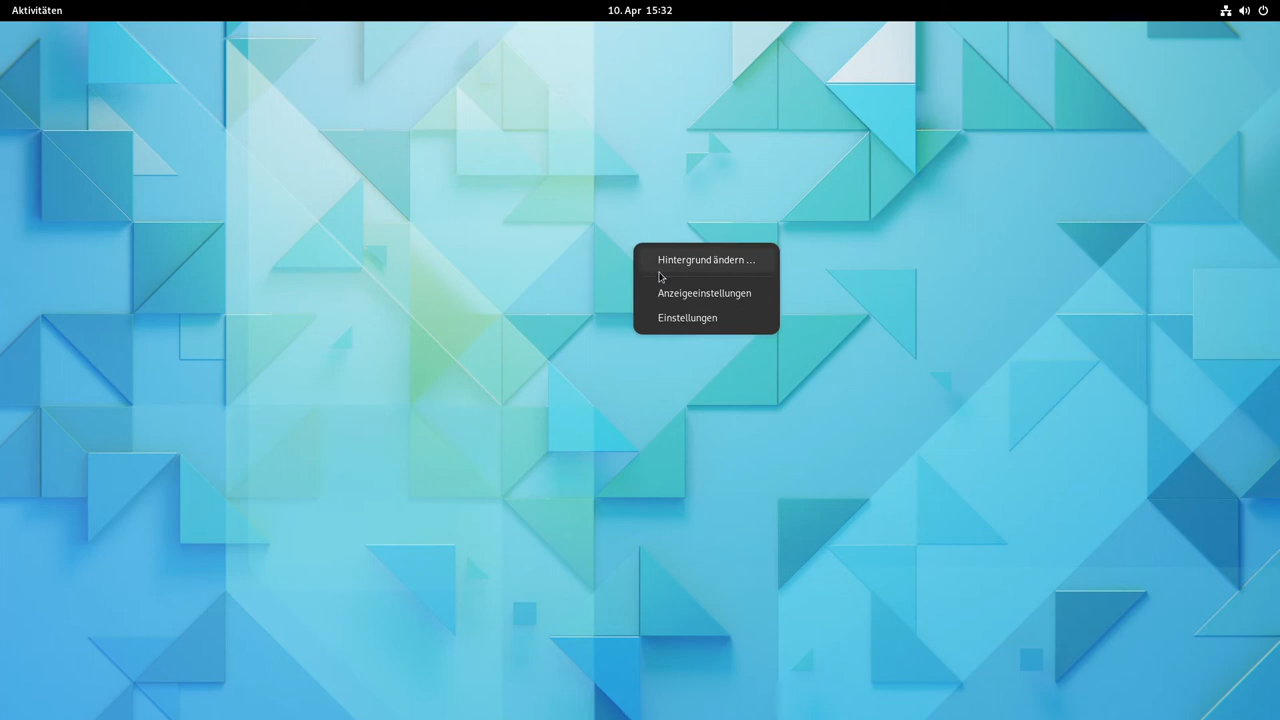 Aktivitäten
10. Apr 15:32
Hintergrund ändern …
Anzeigeeinstellungen
Einstellungen